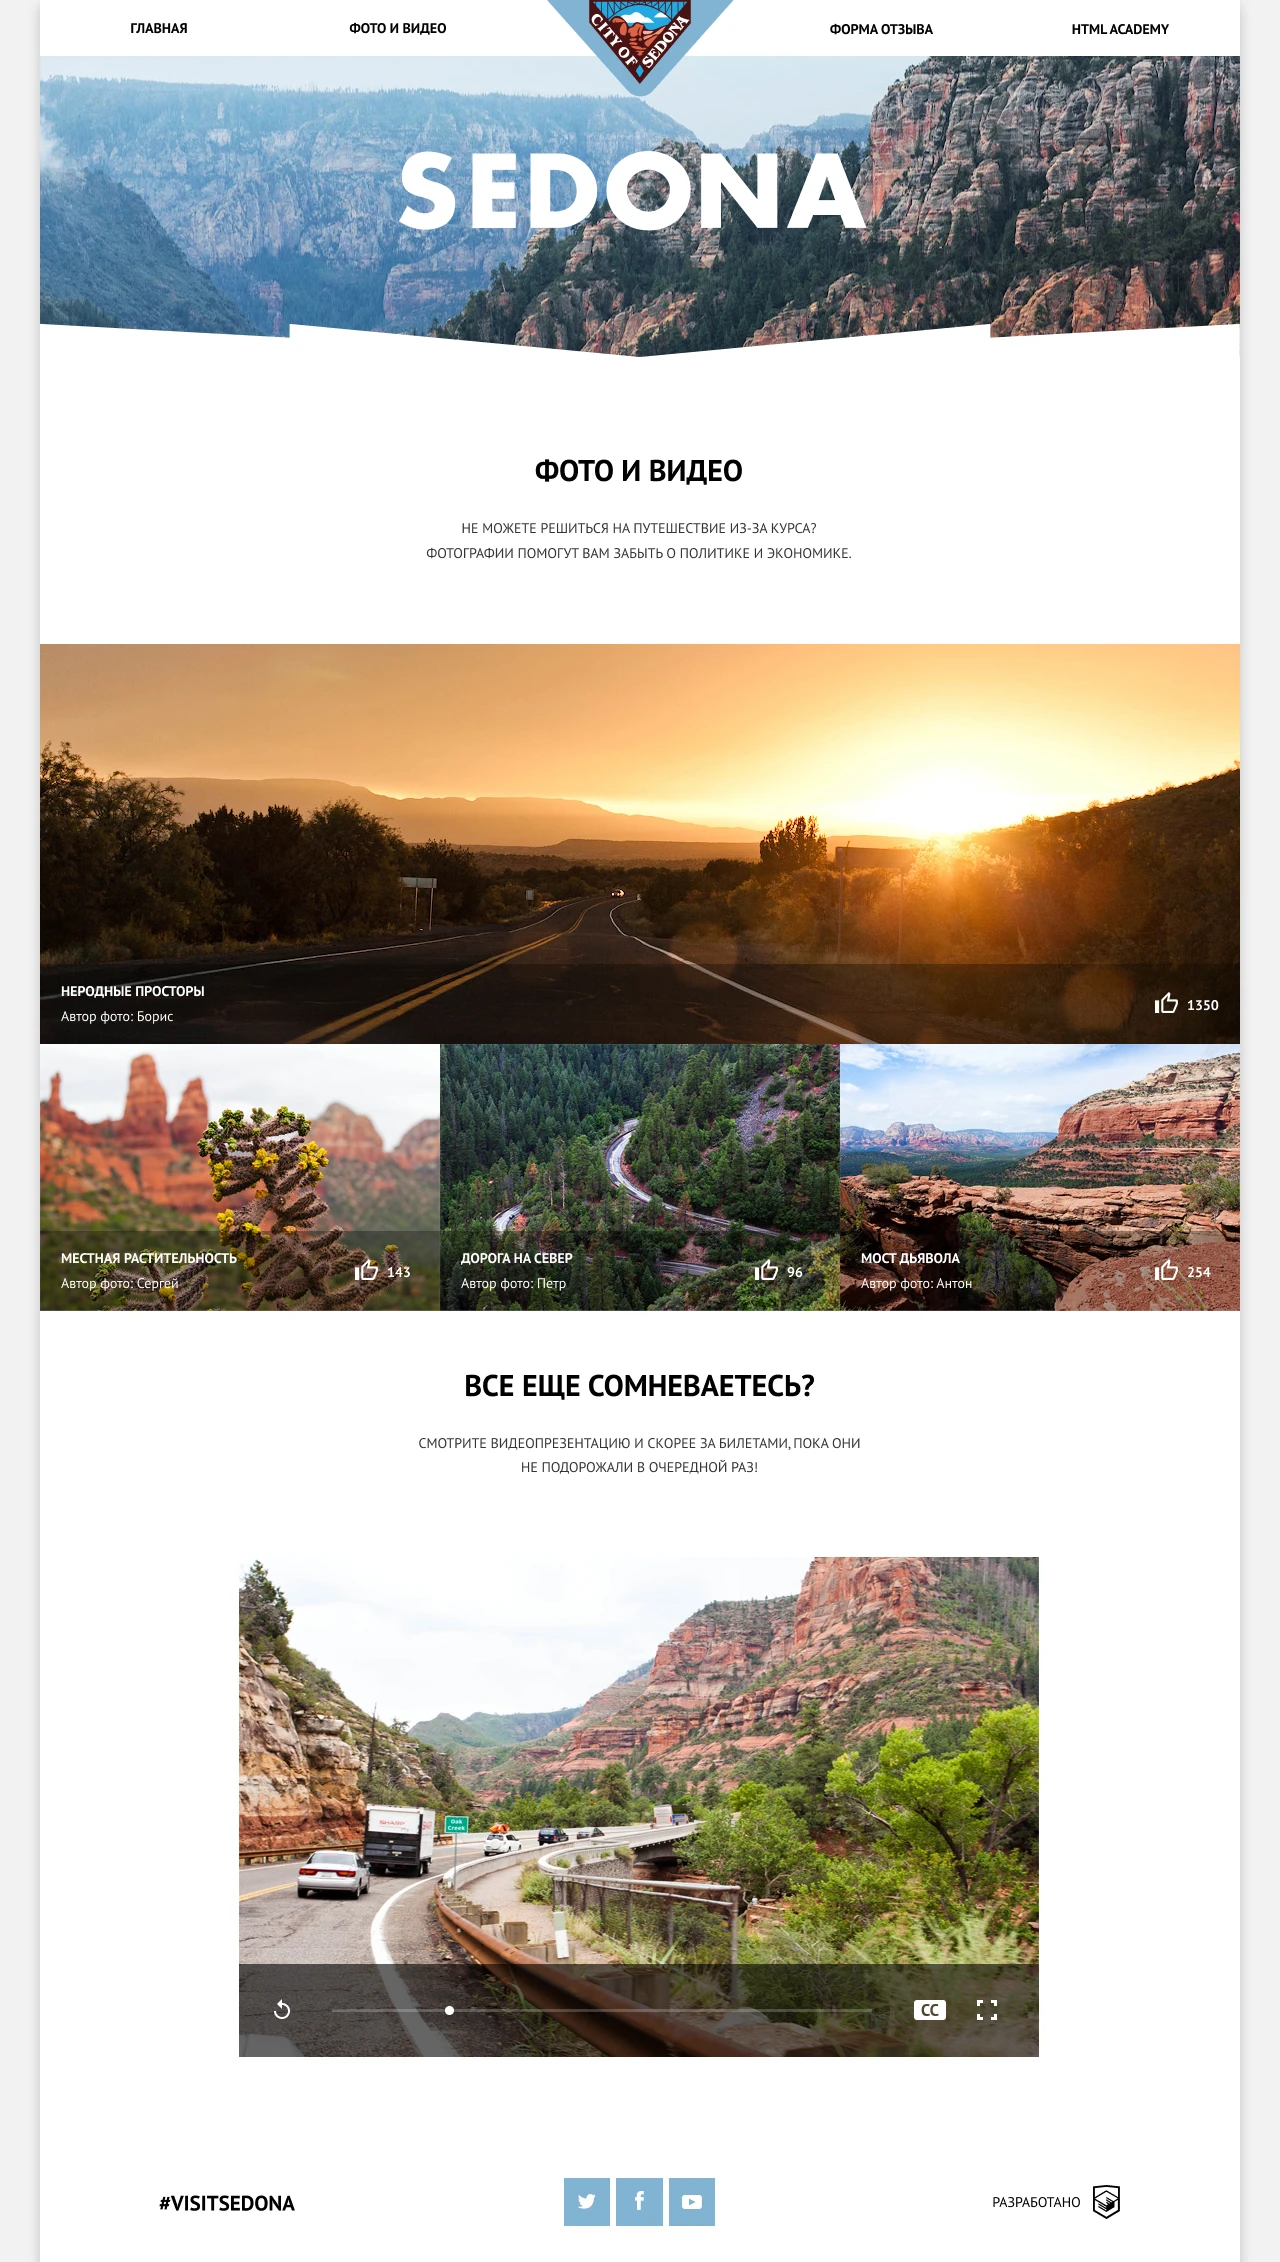 ГЛАВНАЯ
ФОТО И ВИДЕО
CITY OF SEDONA
ФОРМА ОТЗЫВА
HTML ACADEMY
SEDONA
ФОТО И ВИДЕО
НЕ МОЖЕТЕ РЕШИТЬСЯ НА ПУТЕШЕСТВИЕ ИЗ-ЗА КУРСА?
ФОТОГРАФИИ ПОМОГУТ ВАМ ЗАБЫТЬ О ПОЛИТИКЕ И ЭКОНОМИКЕ.
НЕРОДНЫЕ ПРОСТОРЫ
Автор фото: Борис
1350
МЕСТНАЯ РАСТИТЕЛЬНОСТЬ
Автор фото: Сергей
143
ДОРОГА НА СЕВЕР
Автор фото: Петр
96
МОСТ ДЬЯВОЛА
Автор фото: Антон
254
ВСЕ ЕЩЕ СОМНЕВАЕТЕСЬ?
СМОТРИТЕ ВИДЕОПРЕЗЕНТАЦИЮ И СКОРЕЕ ЗА БИЛЕТАМИ, ПОКА ОНИ
НЕ ПОДОРОЖАЛИ В ОЧЕРЕДНОЙ РАЗ!
SHARP
Oak
Creek
CC
#VISITSEDONA
РАЗРАБОТАНО